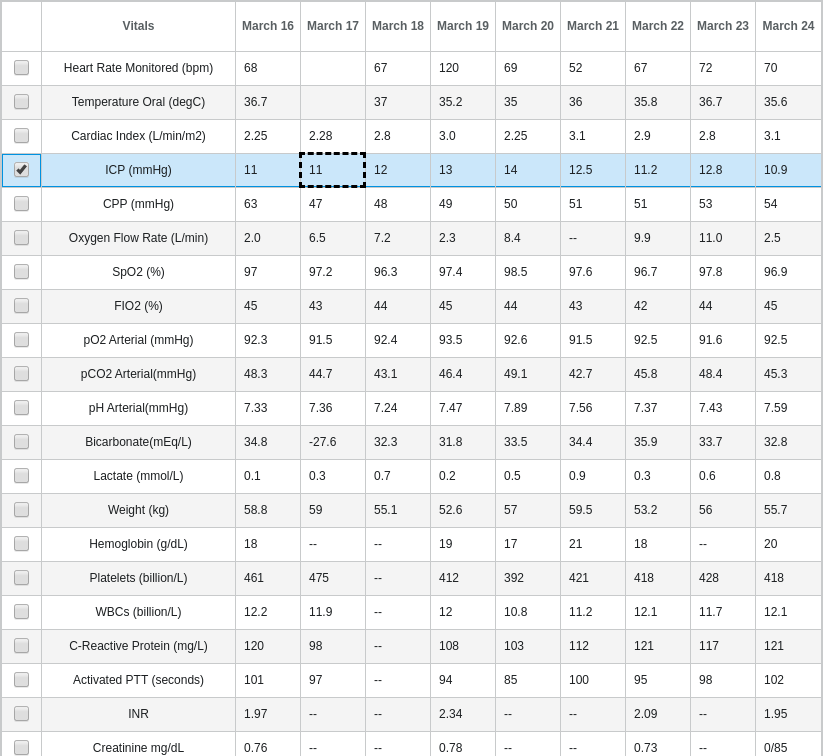 Vitals March 16 March 17 March 18 March 19 March 20 March 21 March 22 March 23 March 24
Heart Rate Monitored (bpm) 68 67 120 69 52 67 72 70
Temperature Oral (degC) 36.7 37 35.2 35 36 35.8 36.7 35.6
Cardiac Index (L/min/m2) 2.25 2.28 2.8 3.0 2.25 3.1 2.9 2.8 3.1
ICP (mmHg) 11 11 12 13 14 12.5 11.2 12.8 10.9
CPP (mmHg) 63 47 48 49 50 51 51 53 54
Oxygen Flow Rate (L/min) 2.0 6.5 7.2 2.3 8.4 -- 9.9 11.0 2.5
SpO2 (%) 97 97.2 96.3 97.4 98.5 97.6 96.7 97.8 96.9
FIO2 (%) 45 43 44 45 44 43 42 44 45
pO2 Arterial (mmHg) 92.3 91.5 92.4 93.5 92.6 91.5 92.5 91.6 92.5
pCO2 Arterial(mmHg) 48.3 44.7 43.1 46.4 49.1 42.7 45.8 48.4 45.3
pH Arterial(mmHg) 7.33 7.36 7.24 7.47 7.89 7.56 7.37 7.43 7.59
Bicarbonate(mEq/L) 34.8 -27.6 32.3 31.8 33.5 34.4 35.9 33.7 32.8
Lactate (mmol/L) 0.1 0.3 0.7 0.2 0.5 0.9 0.3 0.6 0.8
Weight (kg) 58.8 59 55.1 52.6 57 59.5 53.2 56 55.7
Hemoglobin (g/dL) 18 -- -- 19 17 21 18 -- 20
Platelets (billion/L) 461 475 -- 412 392 421 418 428 418
WBCs (billion/L) 12.2 11.9 -- 12 10.8 11.2 12.1 11.7 12.1
C-Reactive Protein (mg/L) 120 98 -- 108 103 112 121 117 121
Activated PTT (seconds) 101 97 -- 94 85 100 95 98 102
INR 1.97 -- -- 2.34 -- -- 2.09 -- 1.95
Creatinine mg/dL 0.76 -- -- 0.78 -- -- 0.73 -- 0/85